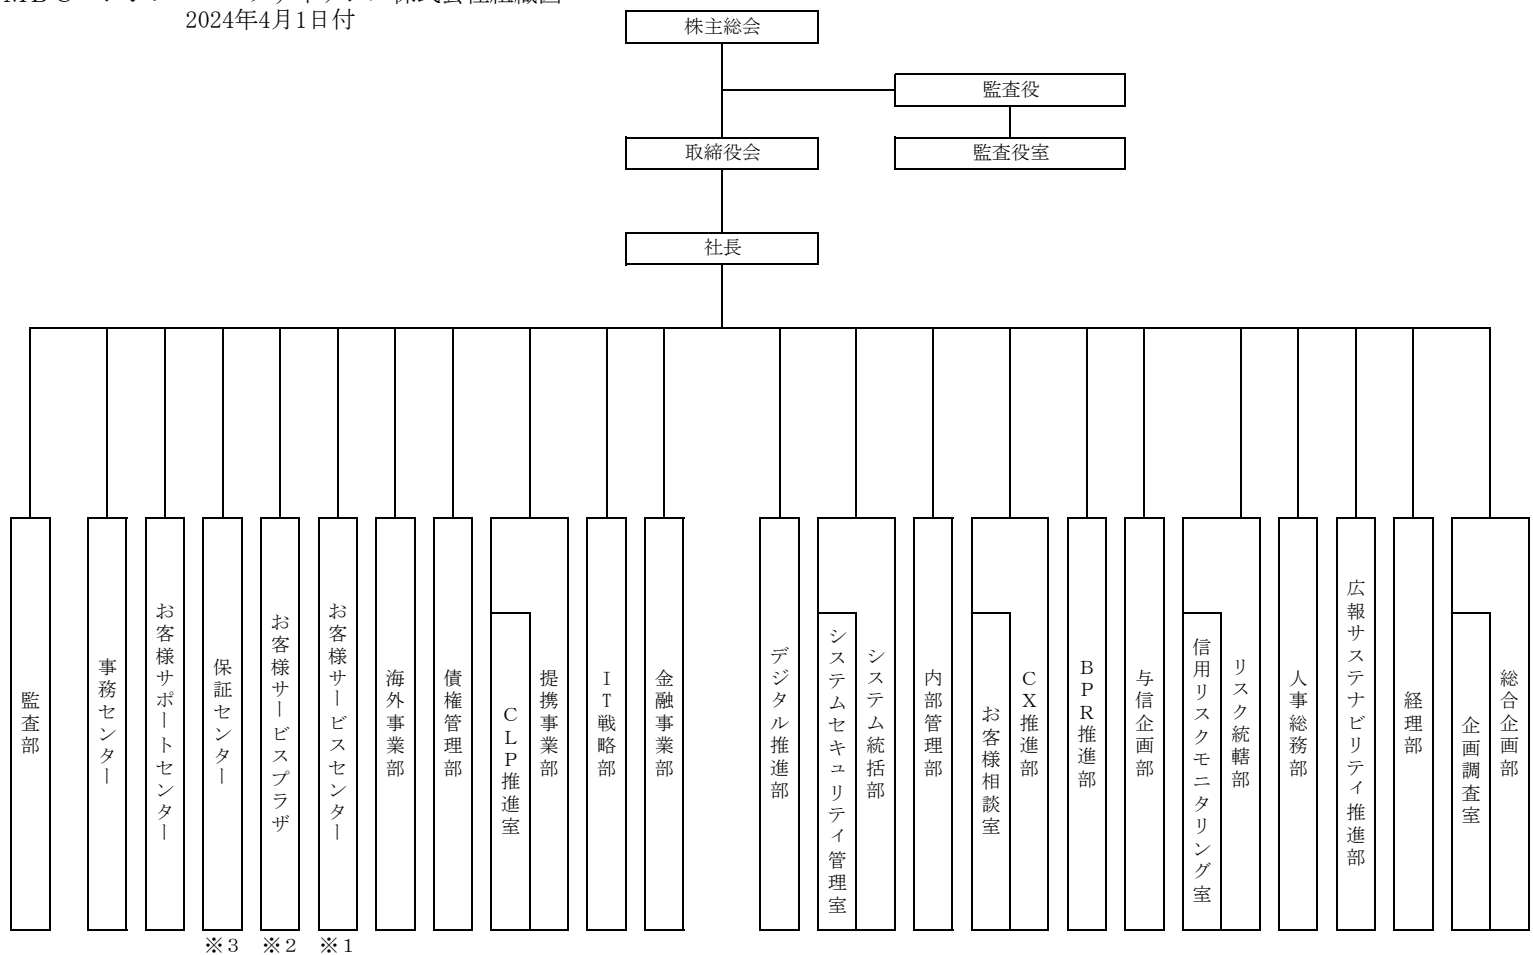 株式会社組織図
2024年4月1日付
株主総会
監査役
取締役会
監査役室
社長
総合企画部
企画調査室
経理部
広報サステナビリティ推進部
人事総務部
リスク統轄部
信用リスクモニタリング室
与信企画部
ＢＰＲ推進部
ＣＸ推進部
お客様相談室
内部管理部
システム統括部
システムセキュリティ管理室
デジタル推進部
金融事業部
ＩＴ戦略部
提携事業部
ＣＬＰ推進室
債権管理部
海外事業部
お客様サービスセンター
お客様サービスプラザ
保証センター
お客様サポートセンター
事務センター
監査部
※1
※2
※3